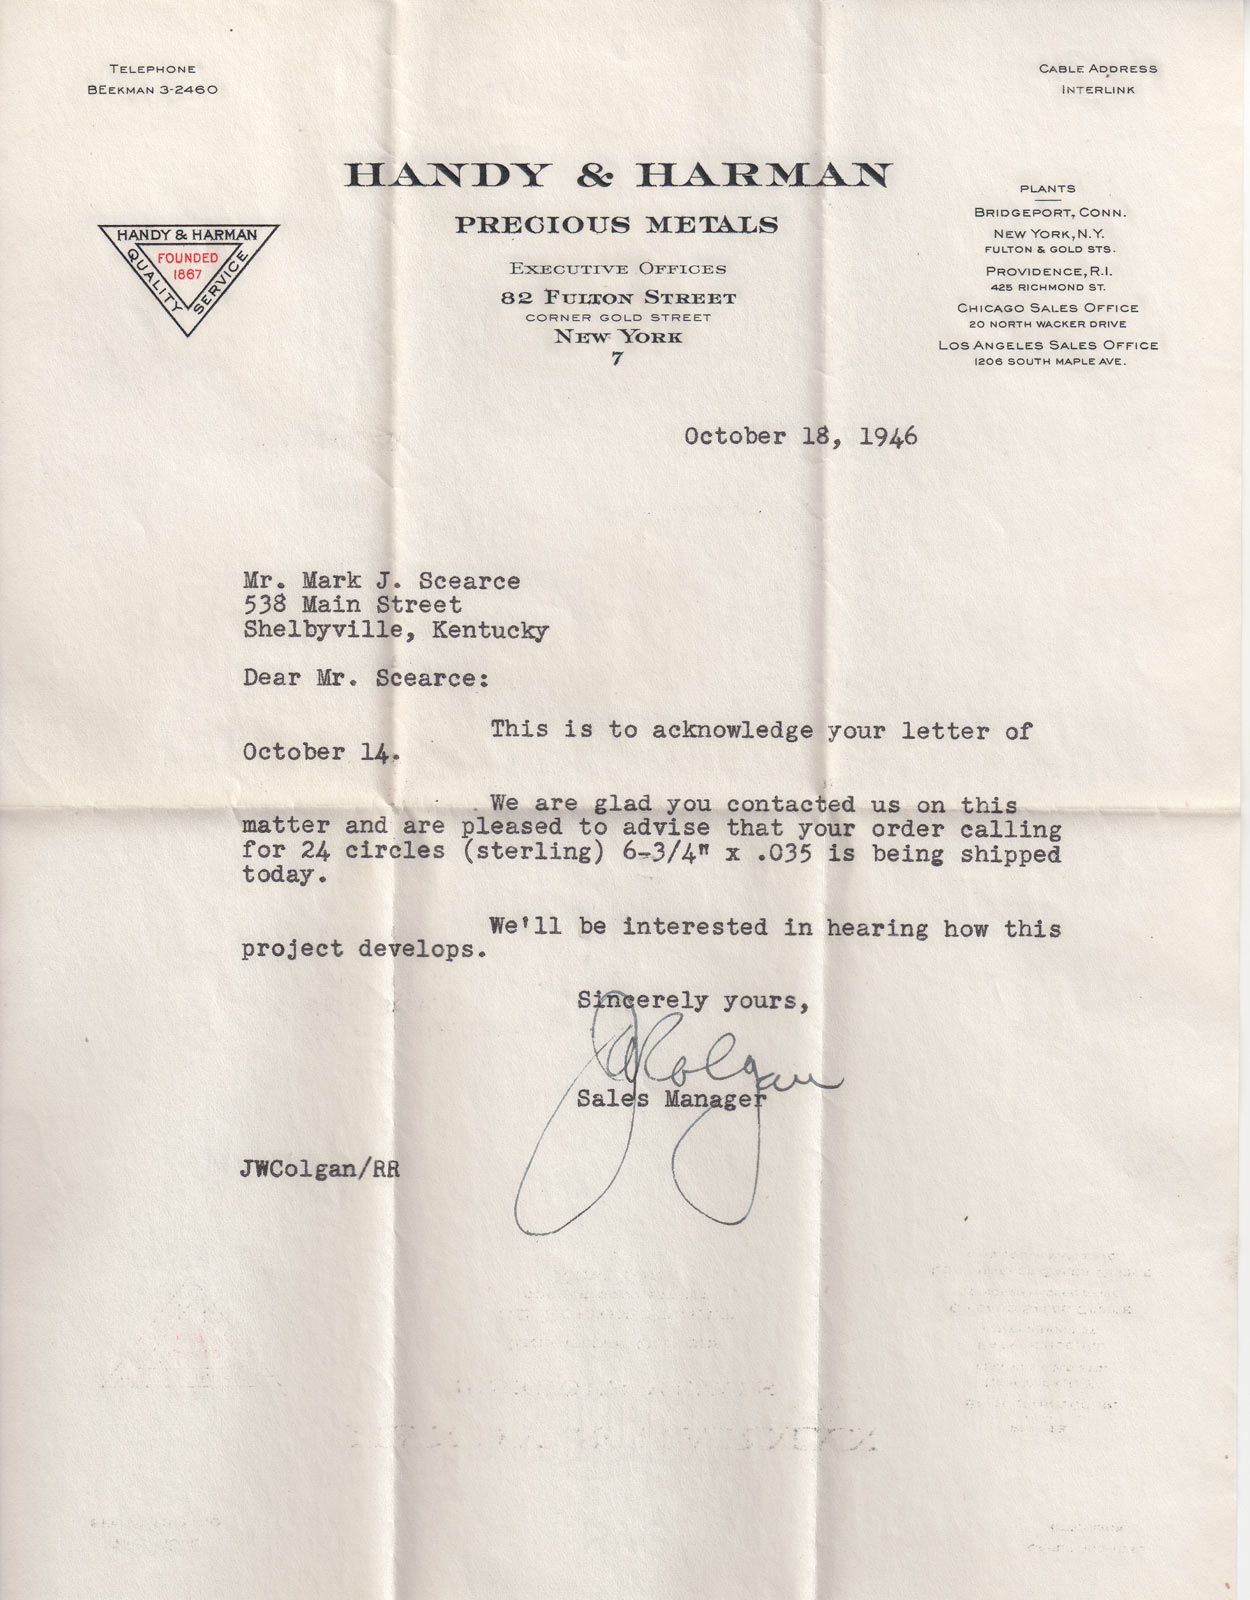 TELEPHONE
BEEKMAN 3-2460
CABLE ADDRESS
INTERLINK
HANDY & HARMAN
PRECIOUS METALS
EXECUTIVE OFFICES
82 FULTON STREET
CORNER GOLD STREET
NEW YORK
7
HANDY & HARMAN
FOUNDED
1867
QUALITY
SERVICE
PLANTS
BRIDGEPORT, CONN.
NEW YORK, N.Y.
FULTON & GOLD STS.
PROVIDENCE, R.I.
425 RICHMOND ST.
CHICAGO SALES OFFICE
20 NORTH WACKER DRIVE
LOS ANGELES SALES OFFICE
1206 SOUTH MAPLE AVE.
October 18, 1946
Mr. Mark J. Scearce
538 Main Street
Shelbyville, Kentucky
Dear Mr. Scearce:
This is to acknowledge your letter of
October 14.
We are glad you contacted us on this
matter and are pleased to advise that your order calling
for 24 circles (sterling) 6-3/4" x .035 is being shipped
today.
We'll be interested in hearing how this
project develops.
Sincerely yours,
JWColgan
Sales Manager
JWColgan/RR